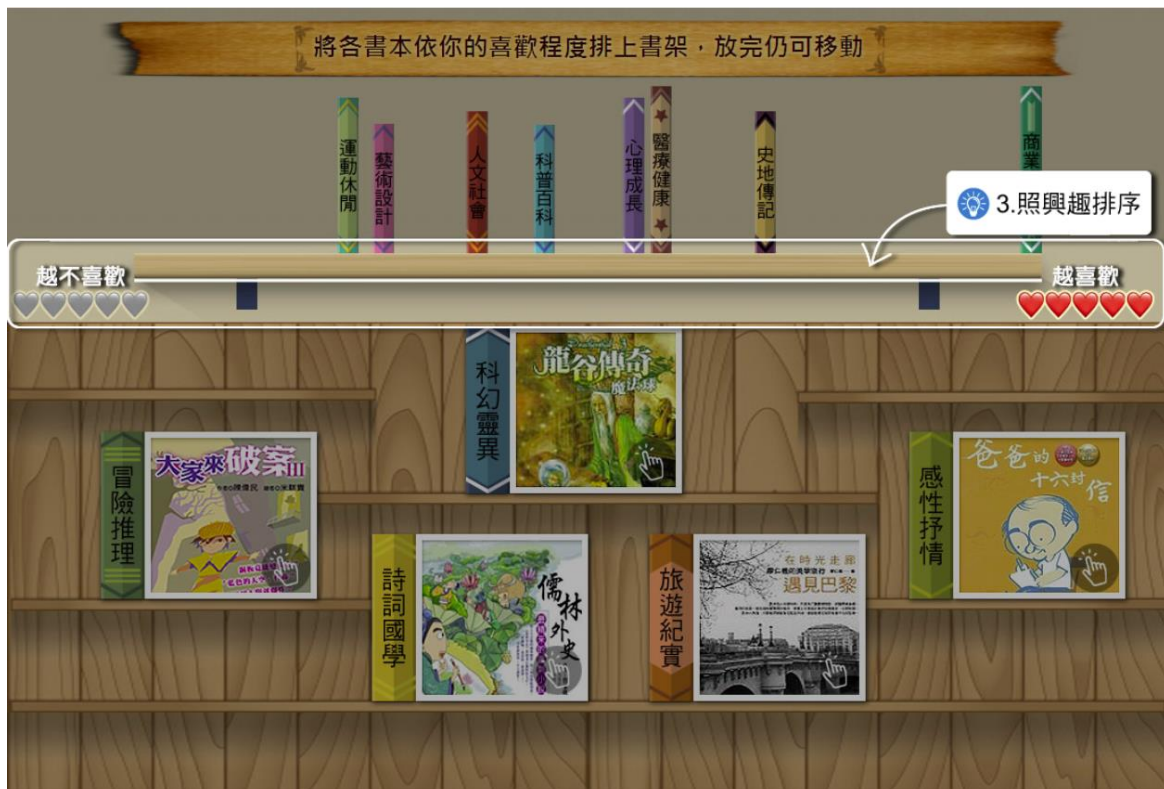 將各書本依你的喜歡程度排上書架，放完仍可移動
運動休閒
藝術設計
人文社會
科普百科
心理成長
醫療健康
史地傳記
商業
3.照興趣排序
越不喜歡
越喜歡
科幻靈異
龍谷傳奇
魔法球
冒險推理
大家來破案III
感性抒情
爸爸的
十六封信
詩詞國學
儒林外史
旅遊紀實
在時光走廊
遇見巴黎